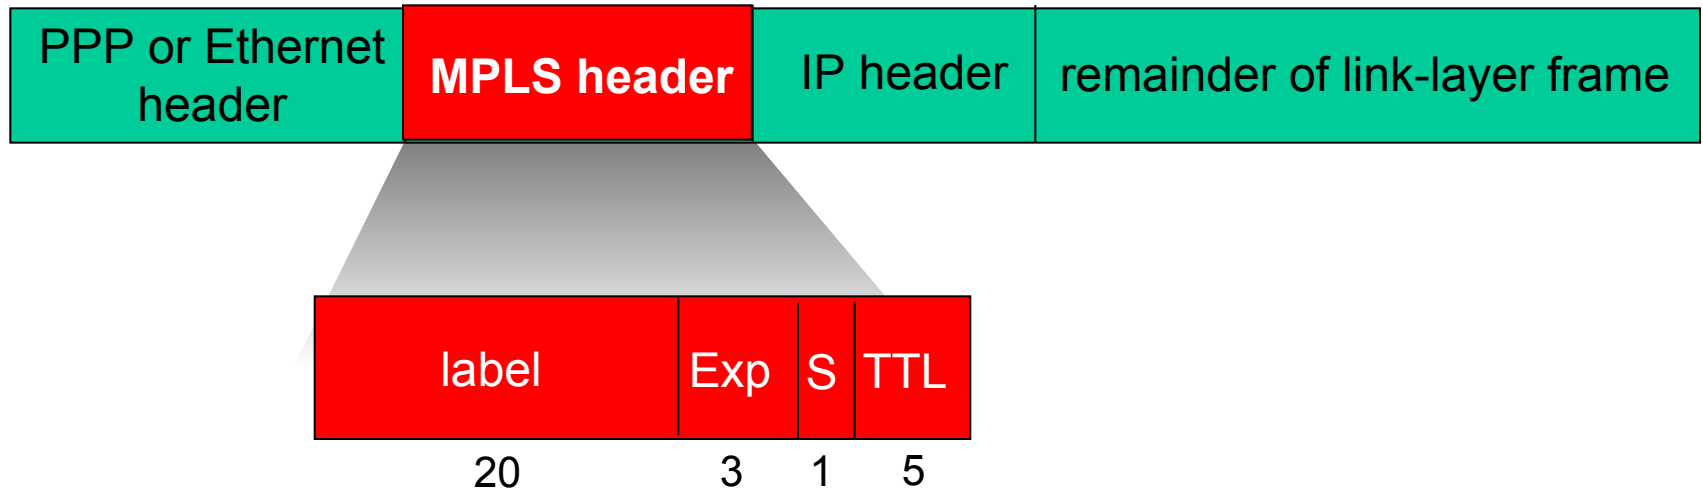 PPP or Ethernet
header
MPLS header
IP header
remainder of link-layer frame
label
Exp
S
TTL
20
3
1
5